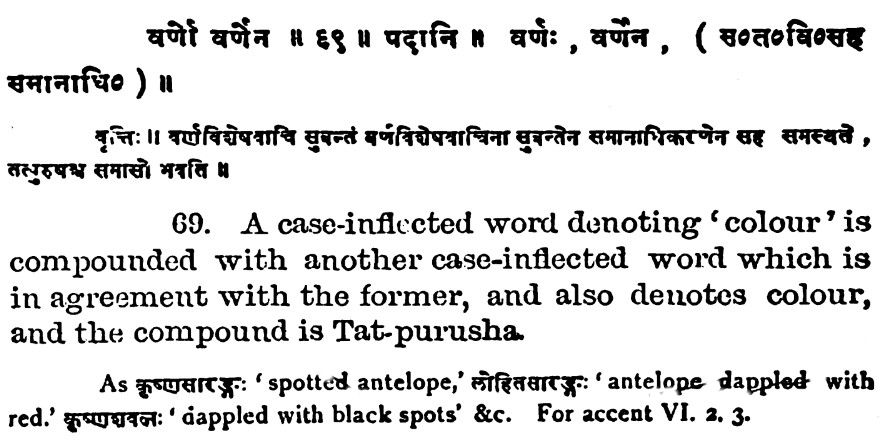 वर्णो वर्णेन ॥ ६९ ॥ पदानि ॥ वर्णः , वर्णेन , ( स०त०वि०सह
समानाधि० ) ॥
वृत्तिः ॥ वर्णविशेषवाचि सुबन्तं वर्णविशेषवाचिना सुबन्तेन समानाधिकरणेन सह समस्यते ,
तत्पुरुषश्च समासो भवति ॥
69. A case-inflected word denoting ‘colour’ is
compounded with another case-inflected word which is
in agreement with the former, and also denotes colour,
and the compound is Tat-purusha.
As कृष्णसारङ्गः ‘spotted antelope,’ लोहितसारङ्गः ‘antelope dappled with
red.’ कृष्णशबलः ‘dappled with black spots’ &c. For accent VI. 2. 3.